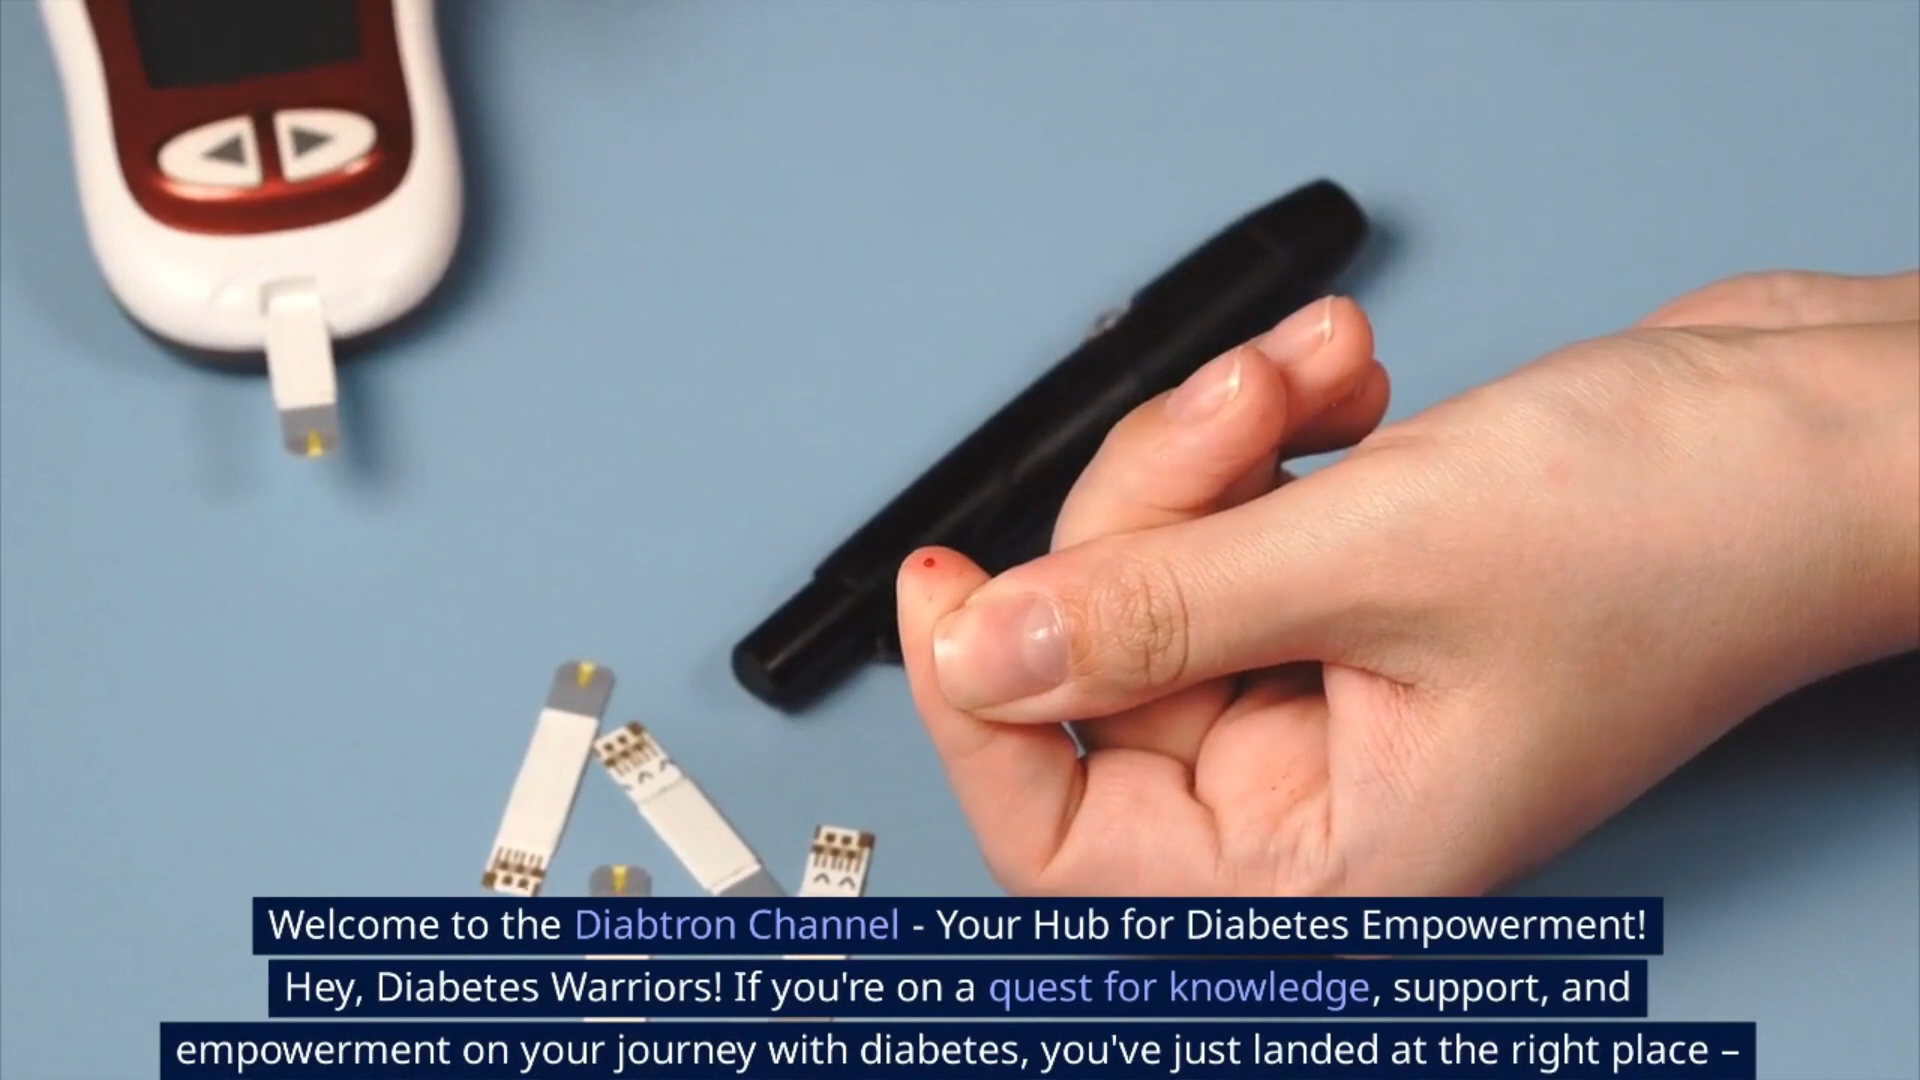 Welcome to the Diabtron Channel - Your Hub for Diabetes Empowerment!
Hey, Diabetes Warriors! If you're on a quest for knowledge, support, and
empowerment on your journey with diabetes, you've just landed at the right place –